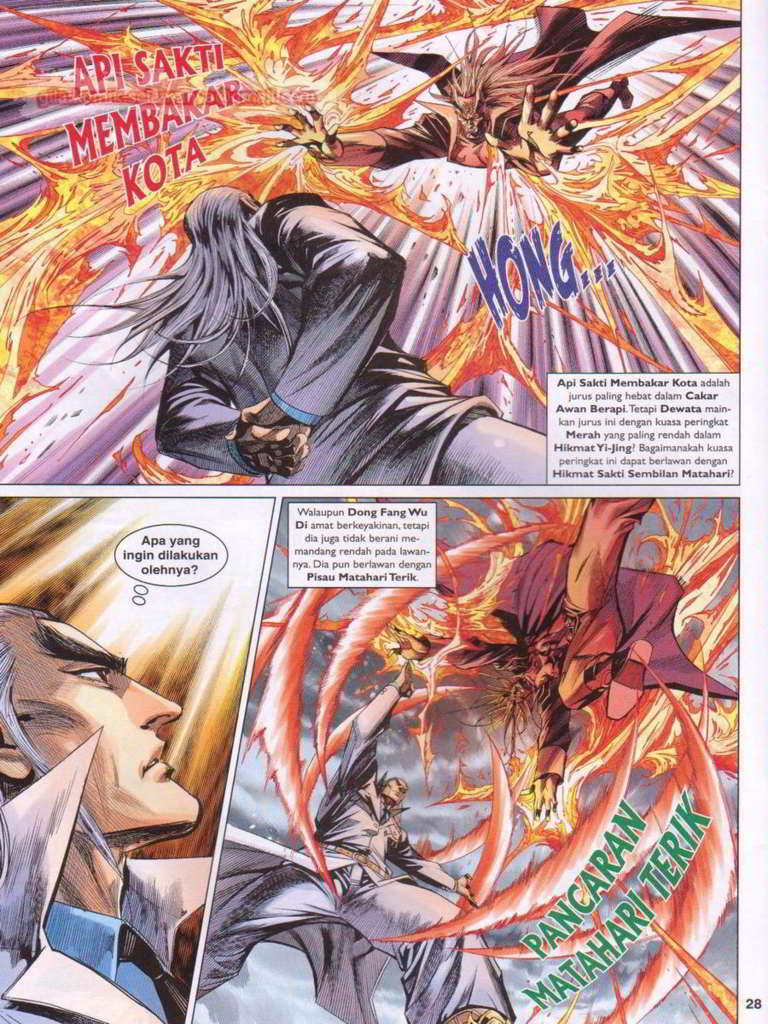 API SAKTI
MEMBAKAR
KOTA
HONG...
Api Sakti Membakar Kota adalah
jurus paling hebat dalam Cakar
Awan Berapi. Tetapi Dewata main-
kan jurus ini dengan kuasa peringkat
Merah yang paling rendah dalam
Hikmat Yi-Jing? Bagaimanakah kuasa
peringkat ini dapat berlawan dengan
Hikmat Sakti Sembilan Matahari?
Apa yang
ingin dilakukan
olehnya?
Walaupun Dong Fang Wu
Di amat berkeyakinan, tetapi
dia juga tidak berani me-
mandang rendah pada lawan-
nya. Dia pun berlawan dengan
Pisau Matahari Terik.
PANCARAN
MATAHARI TERIK
28